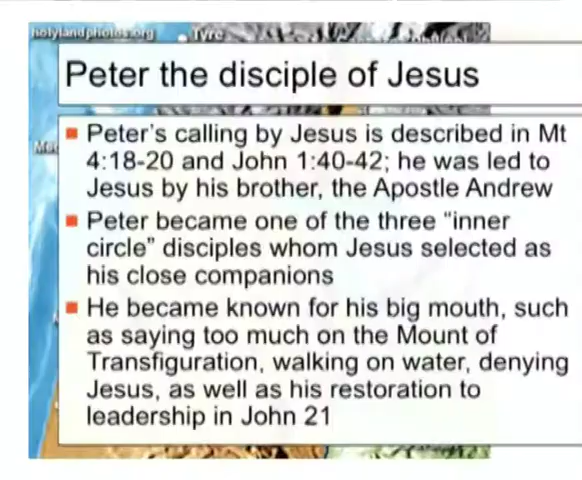 holylandphotos.org
Tyre
Peter the disciple of Jesus
Peter's calling by Jesus is described in Mt
4:18-20 and John 1:40-42; he was led to
Jesus by his brother, the Apostle Andrew
Peter became one of the three "inner
circle" disciples whom Jesus selected as
his close companions
He became known for his big mouth, such
as saying too much on the Mount of
Transfiguration, walking on water, denying
Jesus, as well as his restoration to
leadership in John 21